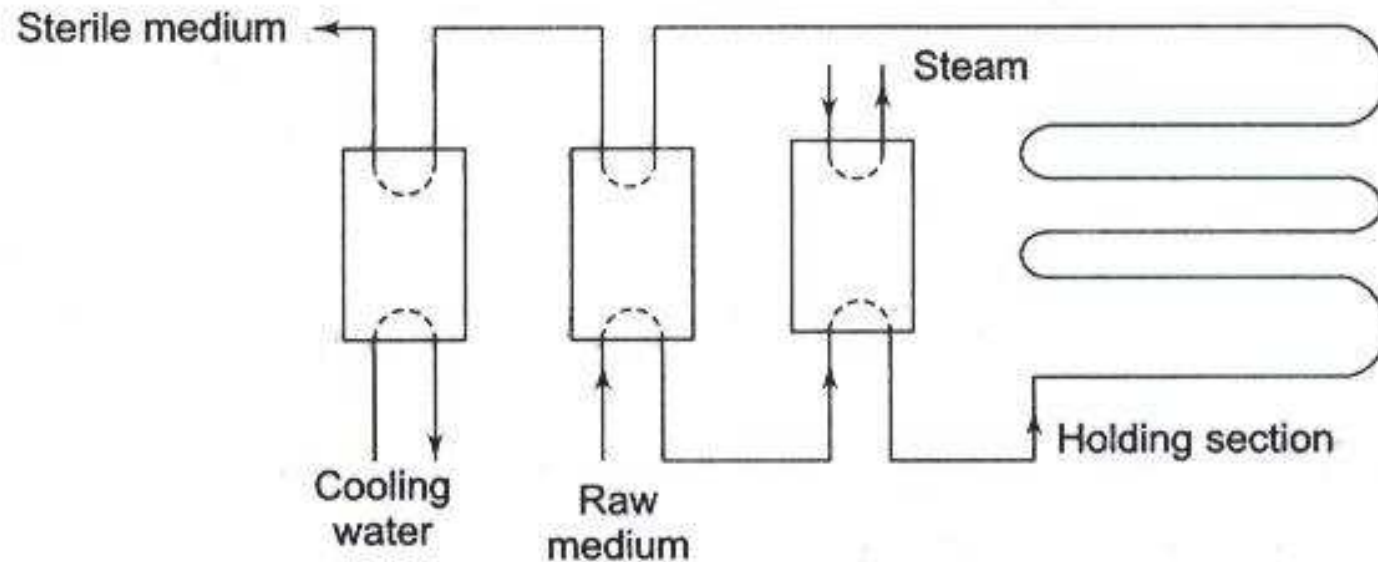 Sterile medium
Steam
Holding section
Cooling
water
Raw
medium